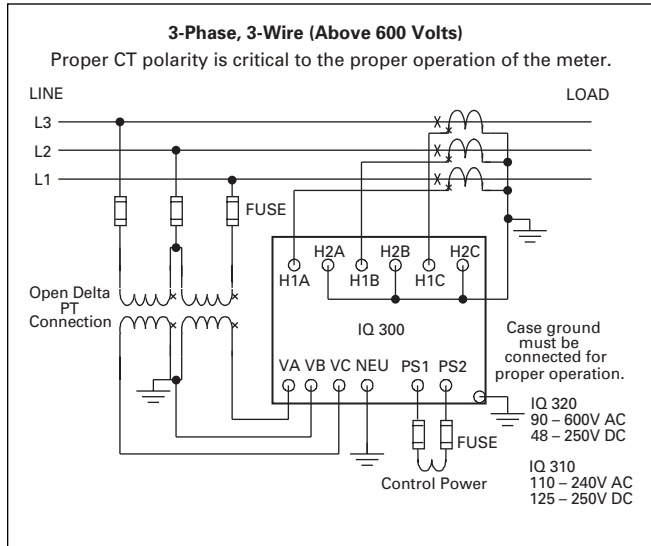 3-Phase, 3-Wire (Above 600 Volts)
Proper CT polarity is critical to the proper operation of the meter.
LINE
LOAD
L3
L2
L1
FUSE
H2A
H2B
H2C
H1A
H1B
H1C
Open Delta
PT
Connection
IQ 300
VA
VB
VC
NEU
PS1
PS2
Case ground
must be
connected for
proper operation.
FUSE
Control Power
IQ 320
90 – 600V AC
48 – 250V DC
IQ 310
110 – 240V AC
125 – 250V DC